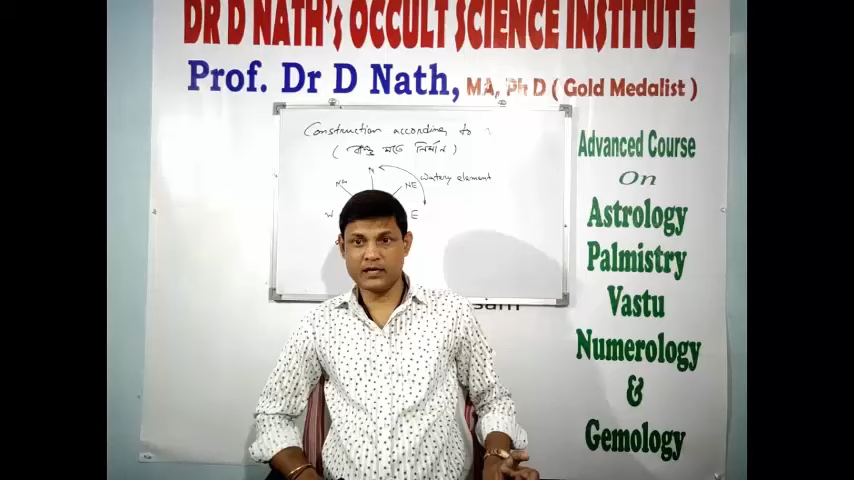 DR D NATH's OCCULT SCIENCE INSTITUTE
Prof. Dr D Nath, MA, Ph D ( Gold Medalist )
Construction according to
( বাস্তু মতে নির্মান )
N
NW
NE
watery element
W
E
Advanced Course
On
Astrology
Palmistry
Vastu
Numerology
&
Gemology